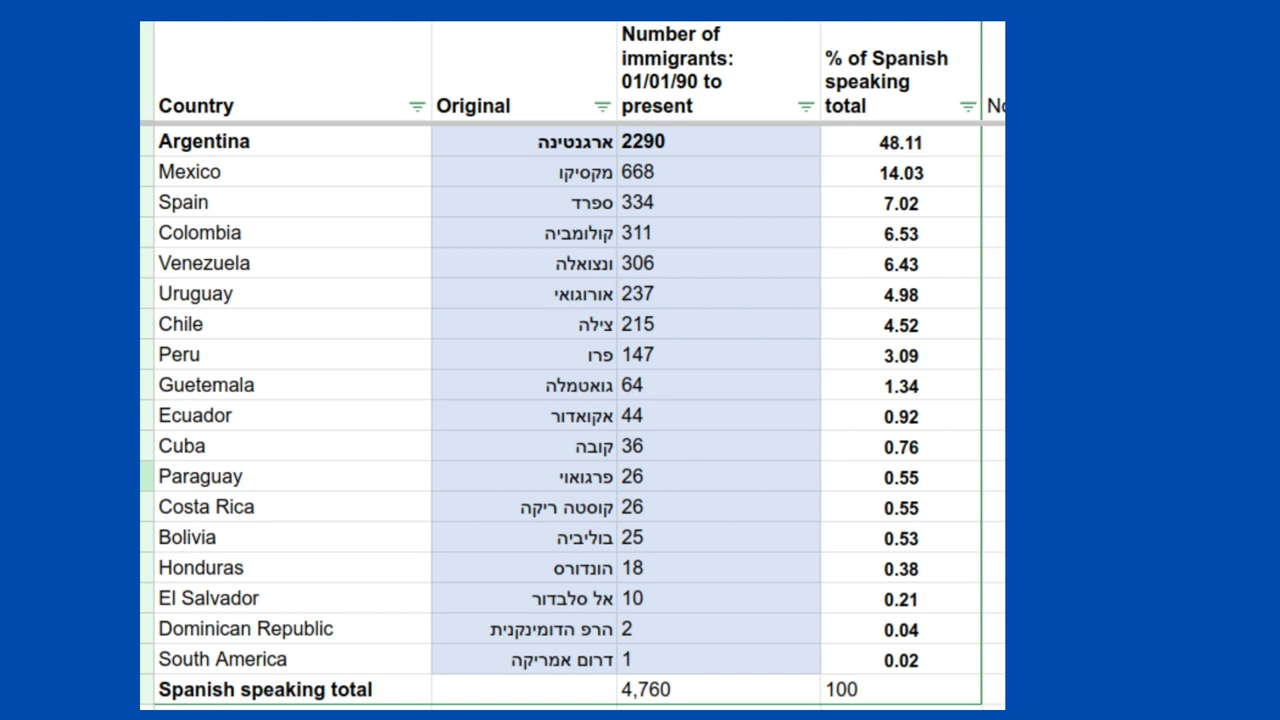 Country Original Number of immigrants: 01/01/90 to present % of Spanish speaking total No
Argentina ארגנטינה 2290 48.11
Mexico מקסיקו 668 14.03
Spain ספרד 334 7.02
Colombia קולומביה 311 6.53
Venezuela ונצואלה 306 6.43
Uruguay אורוגואי 237 4.98
Chile צילה 215 4.52
Peru פרו 147 3.09
Guetemala גואטמלה 64 1.34
Ecuador אקואדור 44 0.92
Cuba קובה 36 0.76
Paraguay פרגואוי 26 0.55
Costa Rica קוסטה ריקה 26 0.55
Bolivia בוליביה 25 0.53
Honduras הונדורס 18 0.38
El Salvador אל סלבדור 10 0.21
Dominican Republic הרפ הדומינקנית 2 0.04
South America דרום אמריקה 1 0.02
Spanish speaking total 4,760 100